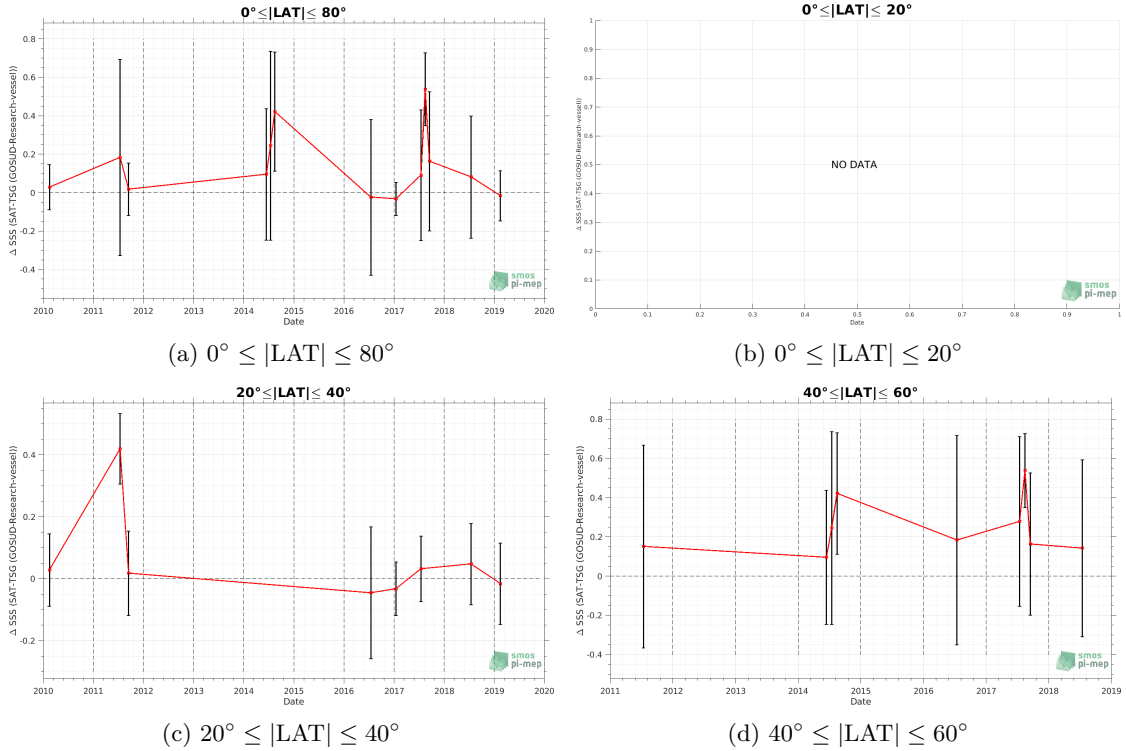 0°≤|LAT|≤ 80°
Δ SSS (SAT-TSG (GOSUD-Research-vessel))
0.8
0.6
0.4
0.2
0
-0.2
-0.4
2010 2011 2012 2013 2014 2015 2016 2017 2018 2019 2020
Date
smos
pi-mep
(a) 0° ≤ |LAT| ≤ 80°
0°≤|LAT|≤ 20°
Δ SSS (SAT-TSG (GOSUD-Research-vessel))
1
0.9
0.8
0.7
0.6
0.5
0.4
0.3
0.2
0.1
0
NO DATA
0 0.1 0.2 0.3 0.4 0.5 0.6 0.7 0.8 0.9 1
Date
smos
pi-mep
(b) 0° ≤ |LAT| ≤ 20°
20°≤|LAT|≤ 40°
Δ SSS (SAT-TSG (GOSUD-Research-vessel))
0.4
0.2
0
-0.2
2010 2011 2012 2013 2014 2015 2016 2017 2018 2019 2020
Date
smos
pi-mep
(c) 20° ≤ |LAT| ≤ 40°
40°≤|LAT|≤ 60°
Δ SSS (SAT-TSG (GOSUD-Research-vessel))
0.8
0.6
0.4
0.2
0
-0.2
-0.4
2011 2012 2013 2014 2015 2016 2017 2018 2019
Date
smos
pi-mep
(d) 40° ≤ |LAT| ≤ 60°